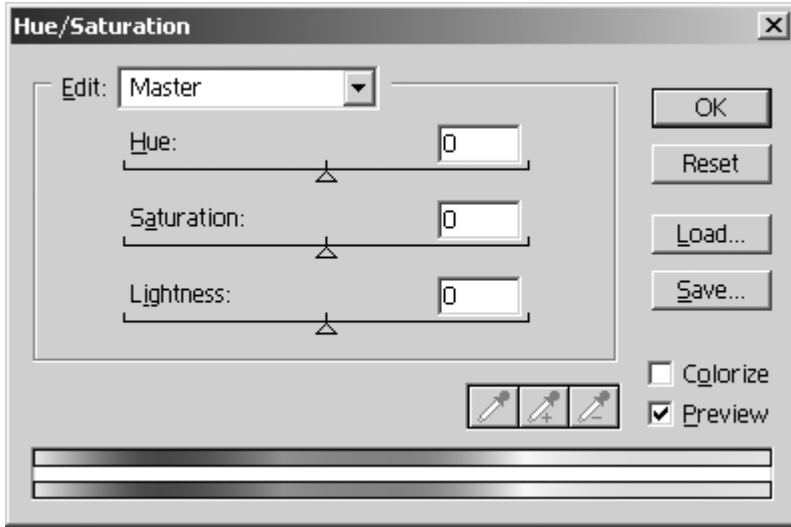 Hue/Saturation
Edit: Master
Hue: 0
Saturation: 0
Lightness: 0
OK
Reset
Load...
Save...
Colorize
Preview